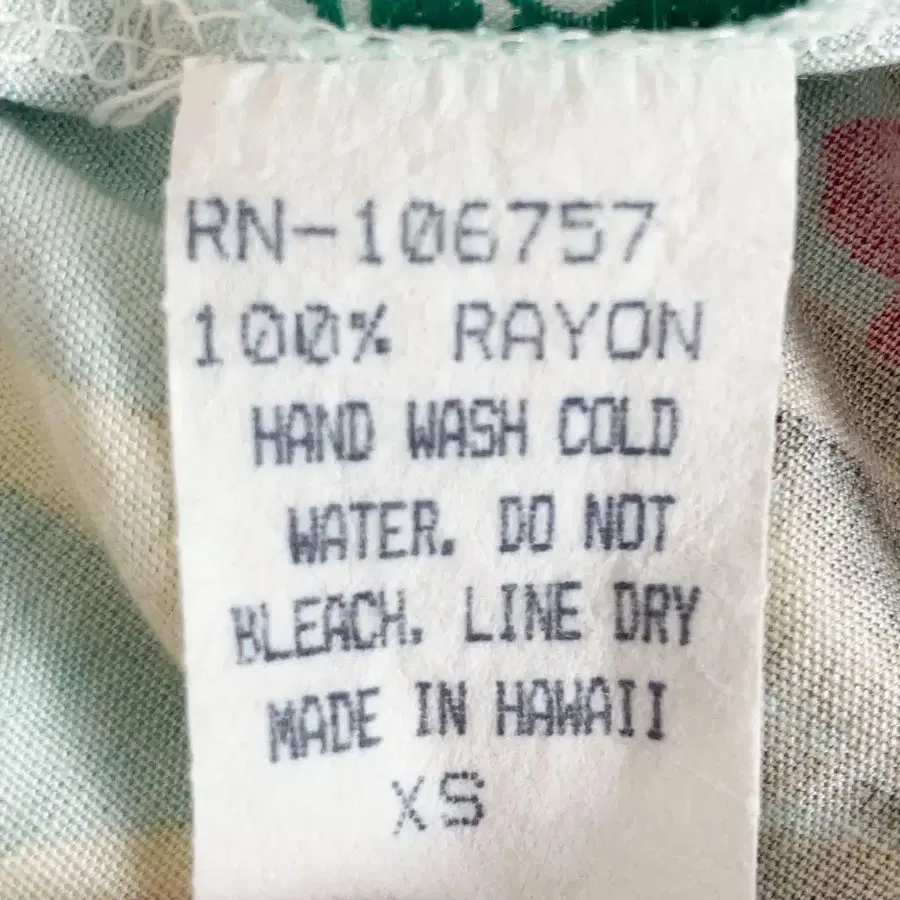 RN-106757
100% RAYON
HAND WASH COLD
WATER. DO NOT
BLEACH. LINE DRY
MADE IN HAWAII
XS